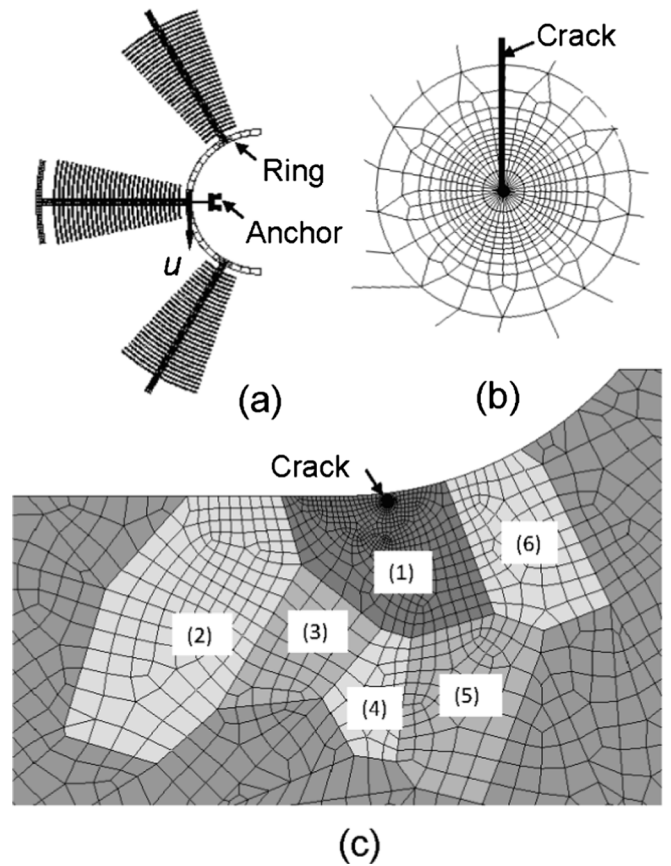 Ring
Anchor
u
(a)
Crack
(b)
Crack
(1)
(2)
(3)
(4)
(5)
(6)
(c)